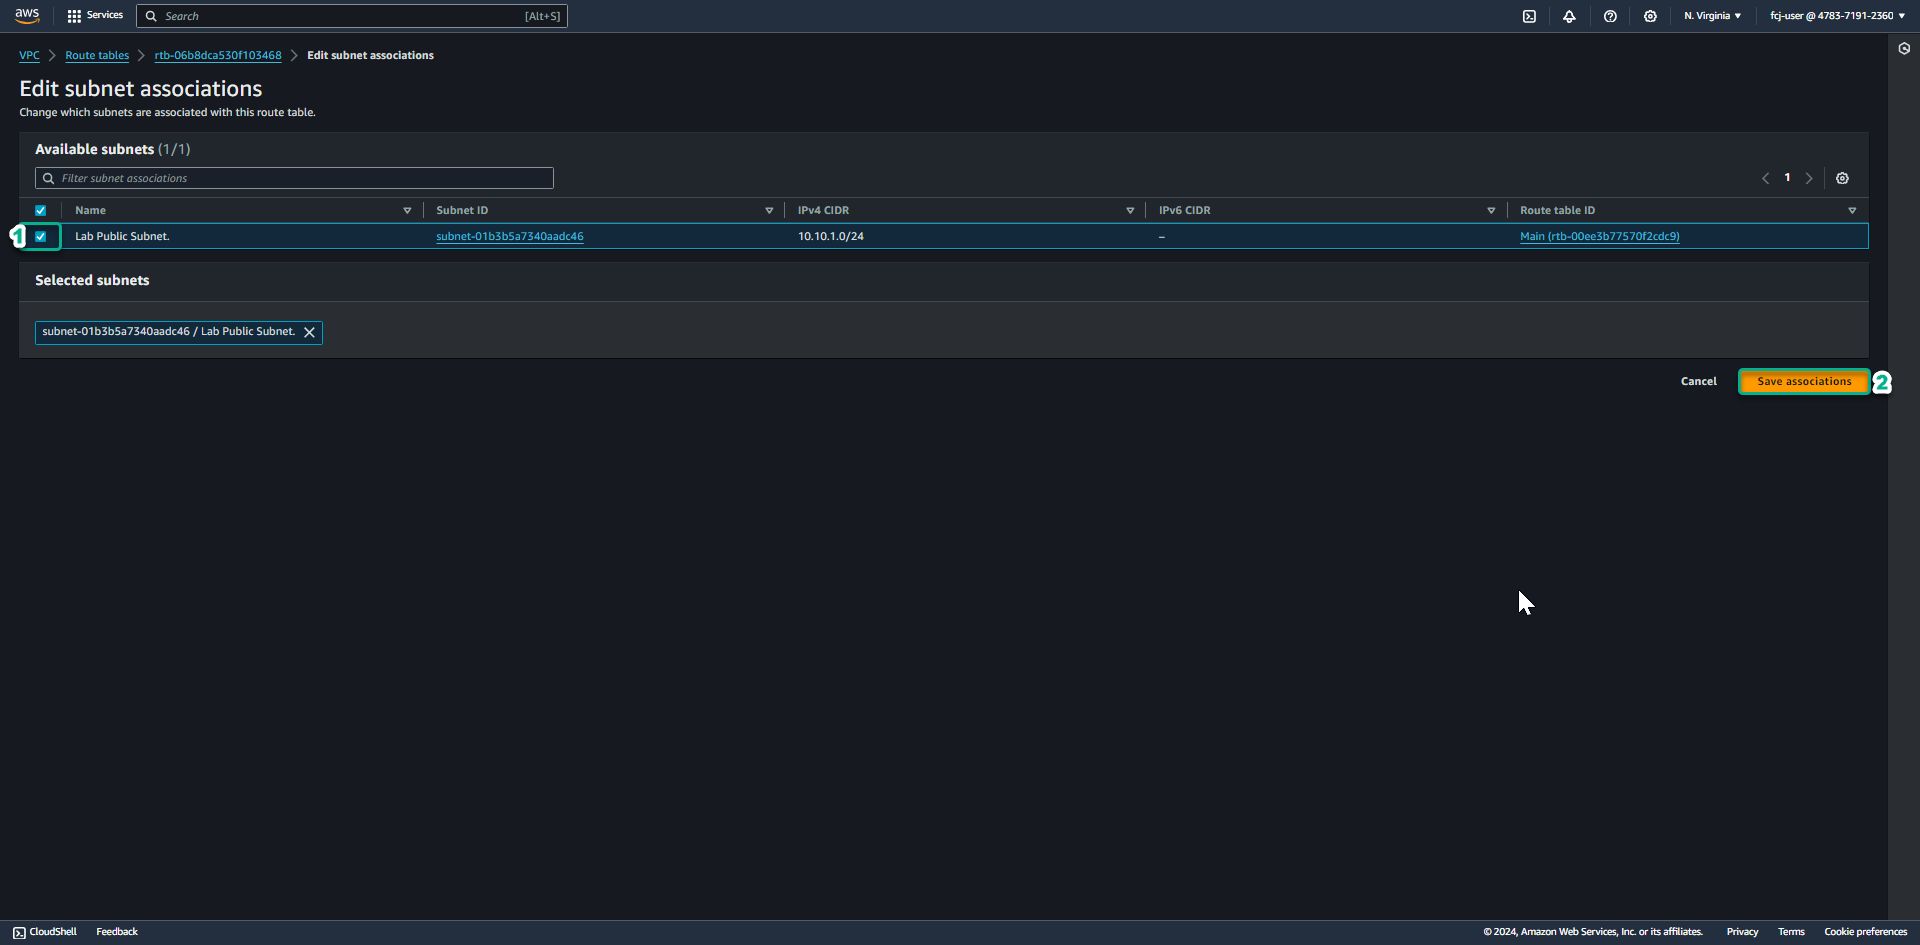 aws Services Search [Alt+S] N. Virginia fcj-user @ 4783-7191-2360
VPC Route tables rtb-06b8dca530f103468 Edit subnet associations
Edit subnet associations
Change which subnets are associated with this route table.
Available subnets (1/1)
Filter subnet associations
1
Name Subnet ID IPv4 CIDR IPv6 CIDR Route table ID
1 Lab Public Subnet. subnet-01b3b5a7340aadc46 10.10.1.0/24 – Main (rtb-00ee3b77570f2cdc9)
Selected subnets
subnet-01b3b5a7340aadc46 / Lab Public Subnet.
Cancel Save associations 2
CloudShell Feedback © 2024, Amazon Web Services, Inc. or its affiliates. Privacy Terms Cookie preferences